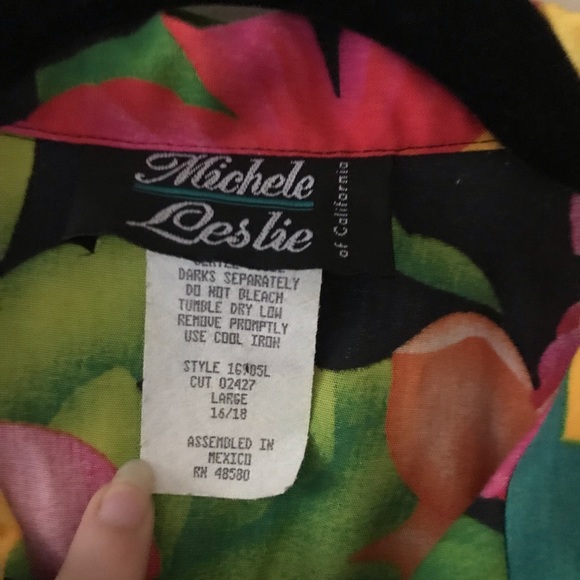 Michele
Leslie
of California
DARKS SEPARATELY
DO NOT BLEACH
TUMBLE DRY LOW
REMOVE PROMPTLY
USE COOL IRON
STYLE
CUT 02427
LARGE
16/18
ASSEMBLED IN
MEXICO
RN 48580